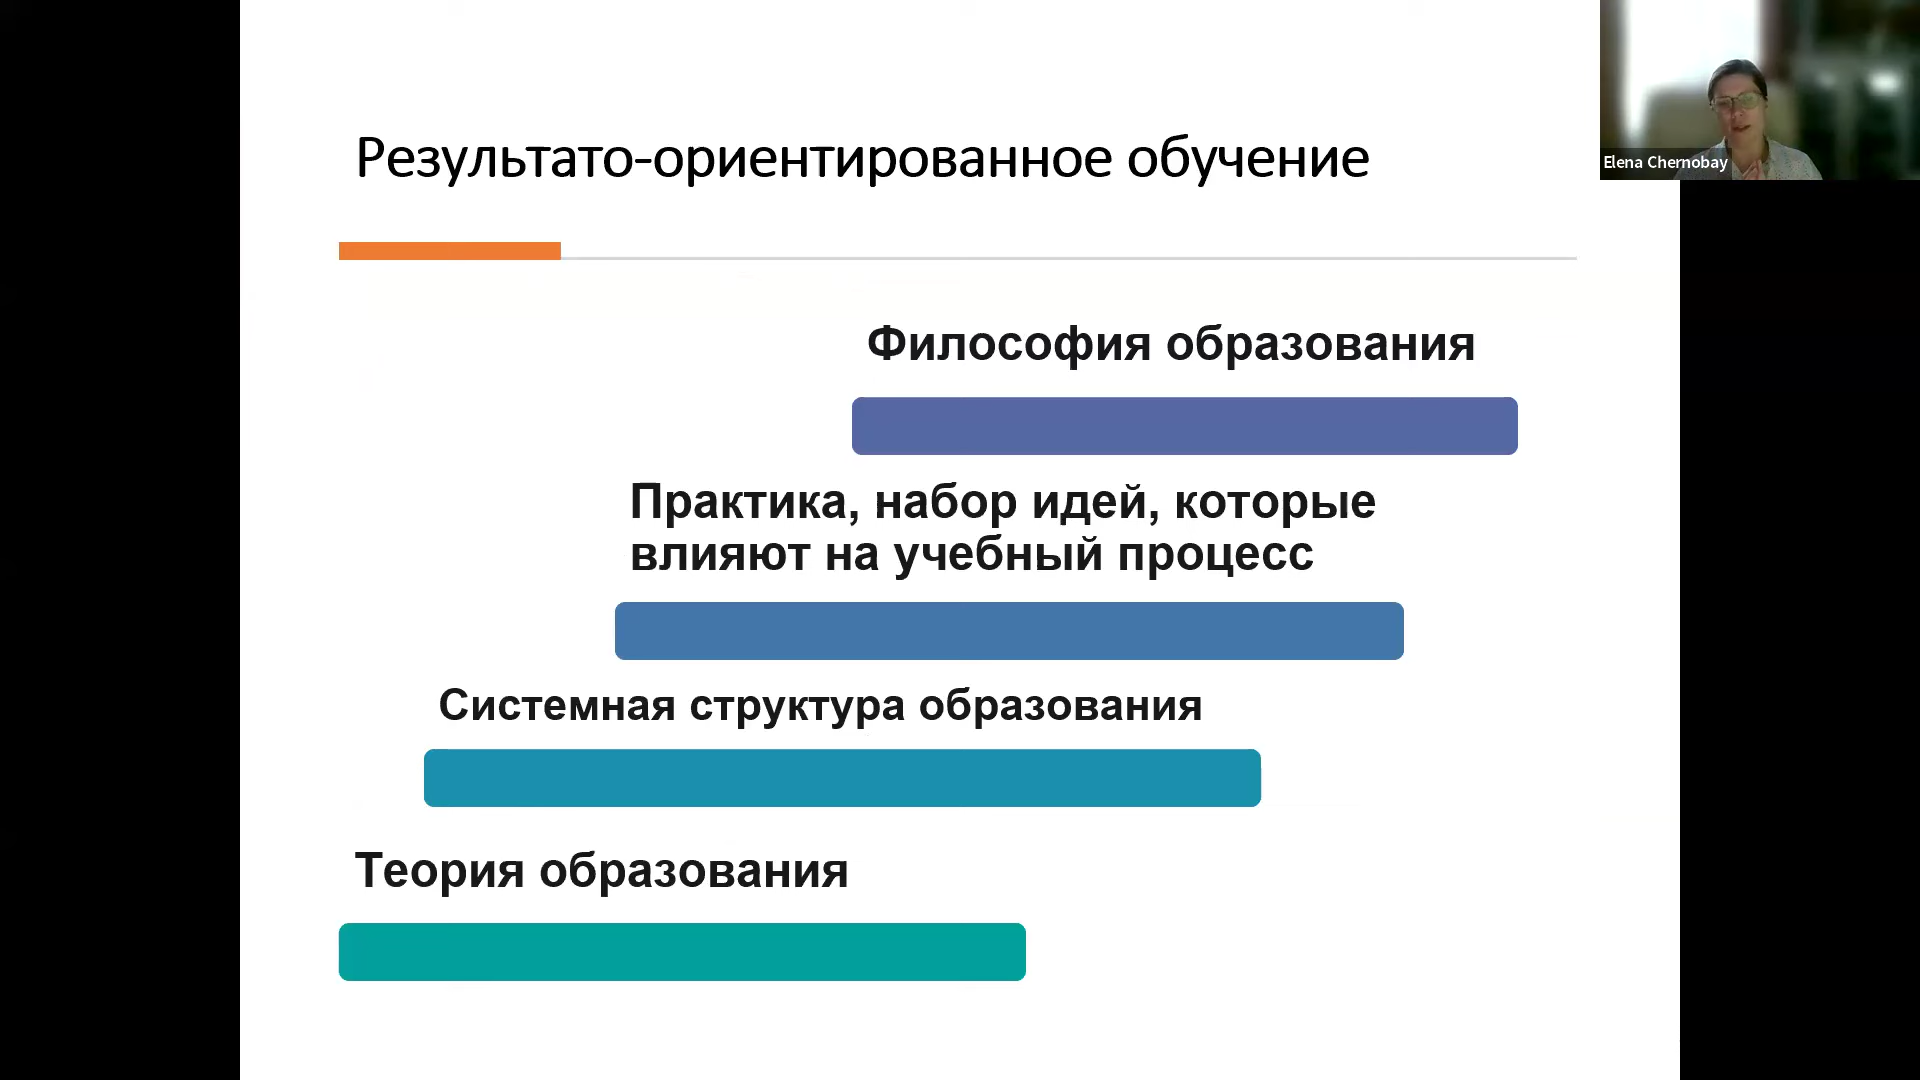 Результато-ориентированное обучение
Elena Chernobay
Философия образования
Практика, набор идей, которые
влияют на учебный процесс
Системная структура образования
Теория образования